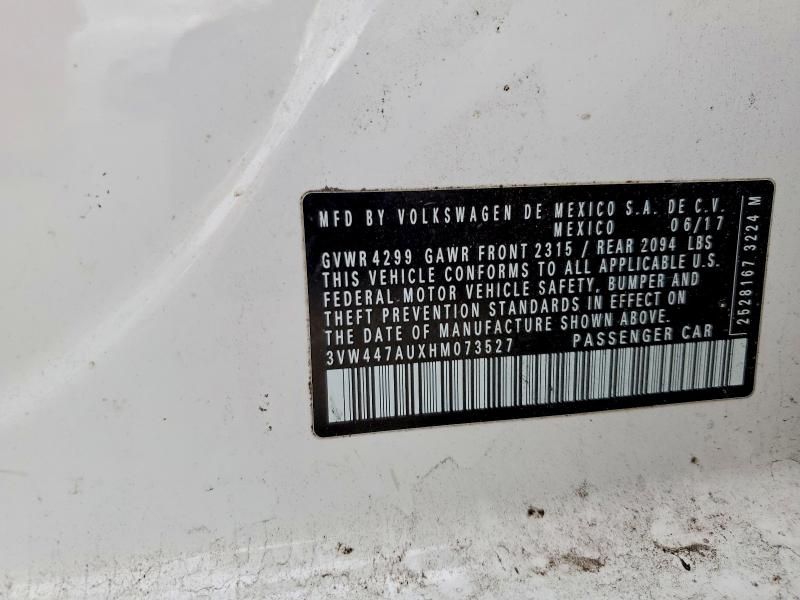 MFD BY VOLKSWAGEN DE MEXICO S.A. DE C.V.
MEXICO 06/17
GVWR 4299 GAWR FRONT 2315 / REAR 2094 LBS
THIS VEHICLE CONFORMS TO ALL APPLICABLE U.S.
FEDERAL MOTOR VEHICLE SAFETY, BUMPER AND
THEFT PREVENTION STANDARDS IN EFFECT ON
THE DATE OF MANUFACTURE SHOWN ABOVE.
3VW447AUXHM073527 PASSENGER CAR
2528167 3224 M